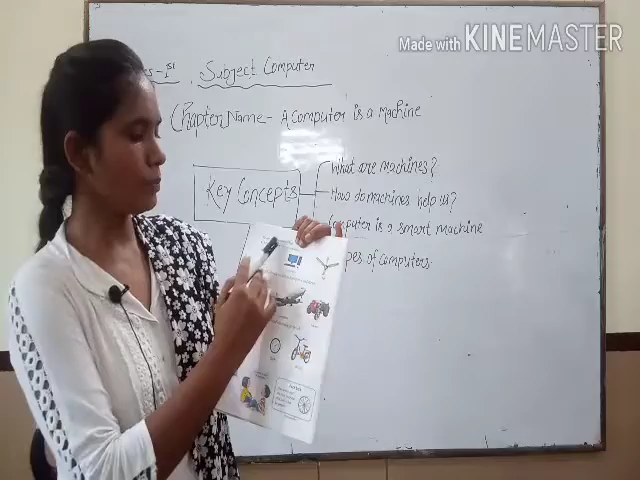 Made with KINEMASTER
s-1st, Subject Computer
Chapter Name- A Computer is a Machine
Key Concepts
What are machines?
How do machines help us?
Computer is a smart machine
pes of computers